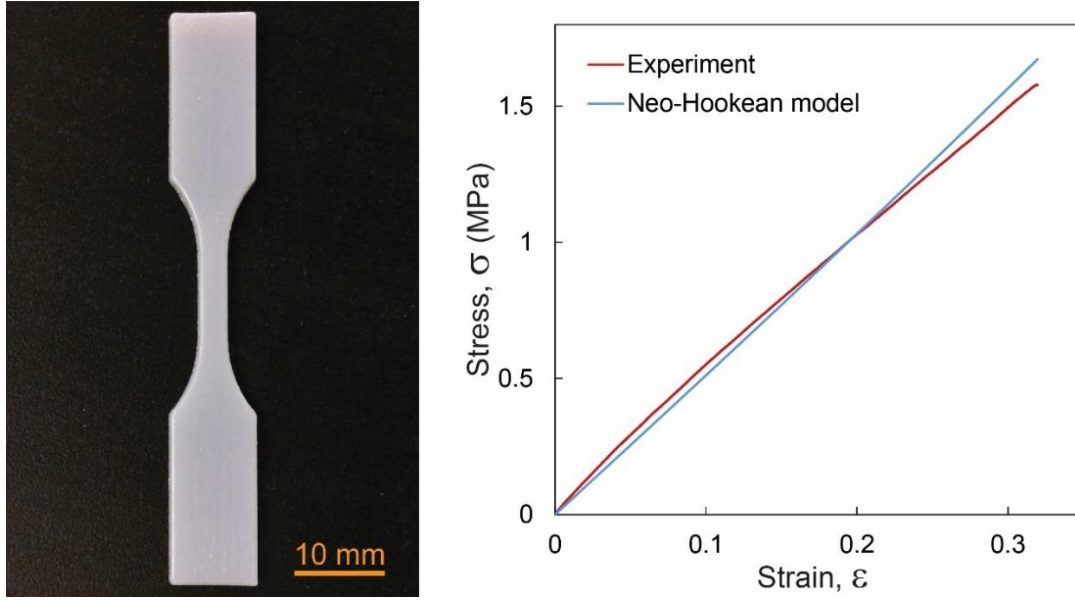 10 mm
Experiment
Neo-Hookean model
Stress, σ (MPa)
1.5
1
0.5
0
0
0.1
0.2
0.3
Strain, ε